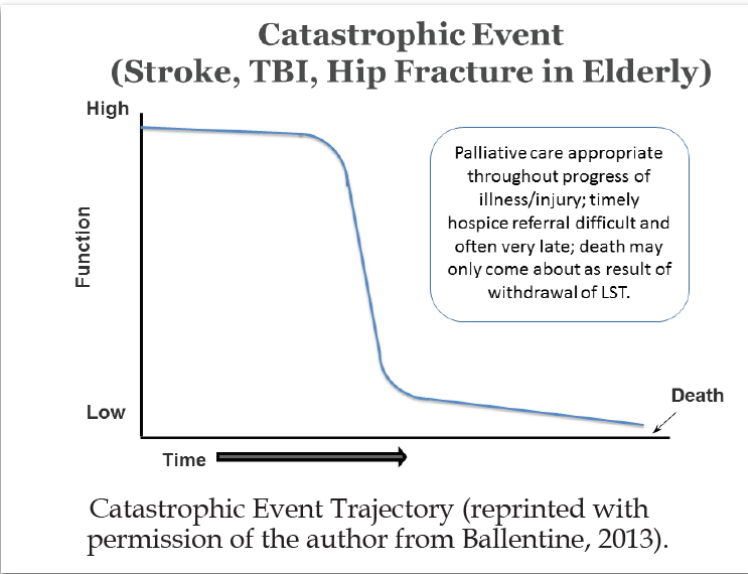 Catastrophic Event
(Stroke, TBI, Hip Fracture in Elderly)
High
Palliative care appropriate
throughout progress of
illness/injury; timely
hospice referral difficult and
often very late; death may
only come about as result of
withdrawal of LST.
Function
Low
Death
Time
Catastrophic Event Trajectory (reprinted with
permission of the author from Ballentine, 2013).